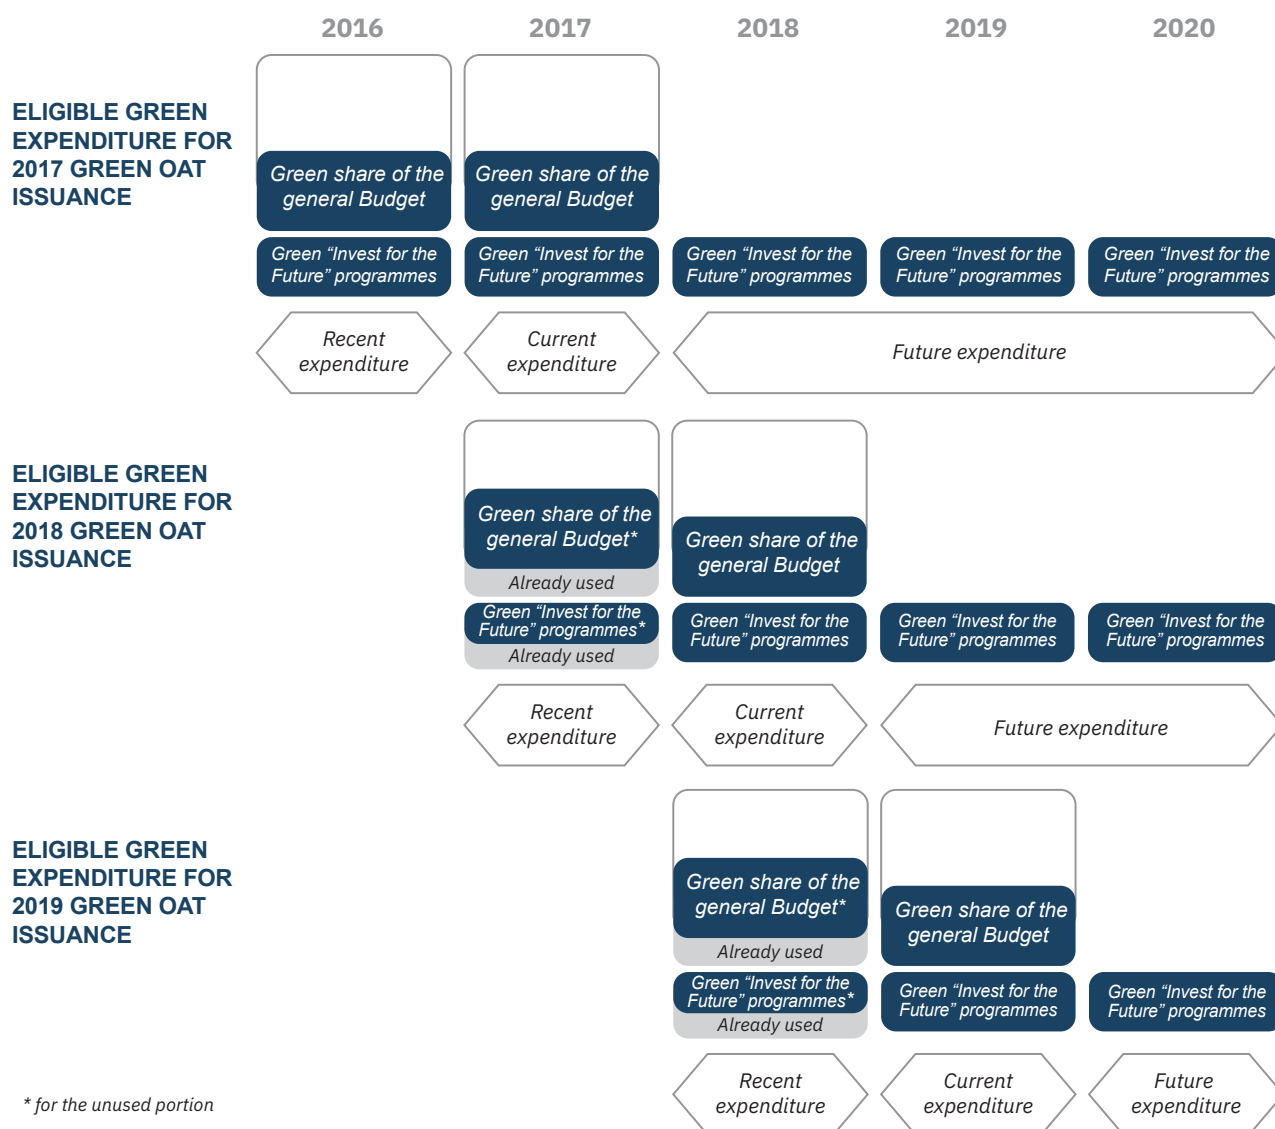 2016 2017 2018 2019 2020
ELIGIBLE GREEN
EXPENDITURE FOR
2017 GREEN OAT
ISSUANCE
Green share of the
general Budget
Green share of the
general Budget
Green “Invest for the
Future” programmes
Green “Invest for the
Future” programmes
Green “Invest for the
Future” programmes
Green “Invest for the
Future” programmes
Green “Invest for the
Future” programmes
Recent
expenditure
Current
expenditure
Future expenditure
ELIGIBLE GREEN
EXPENDITURE FOR
2018 GREEN OAT
ISSUANCE
Green share of the
general Budget*
Already used
Green share of the
general Budget
Green “Invest for the
Future” programmes*
Already used
Green “Invest for the
Future” programmes
Green “Invest for the
Future” programmes
Green “Invest for the
Future” programmes
Recent
expenditure
Current
expenditure
Future expenditure
ELIGIBLE GREEN
EXPENDITURE FOR
2019 GREEN OAT
ISSUANCE
Green share of the
general Budget*
Already used
Green share of the
general Budget
Green “Invest for the
Future” programmes*
Already used
Green “Invest for the
Future” programmes
Green “Invest for the
Future” programmes
Recent
expenditure
Current
expenditure
Future
expenditure
* for the unused portion